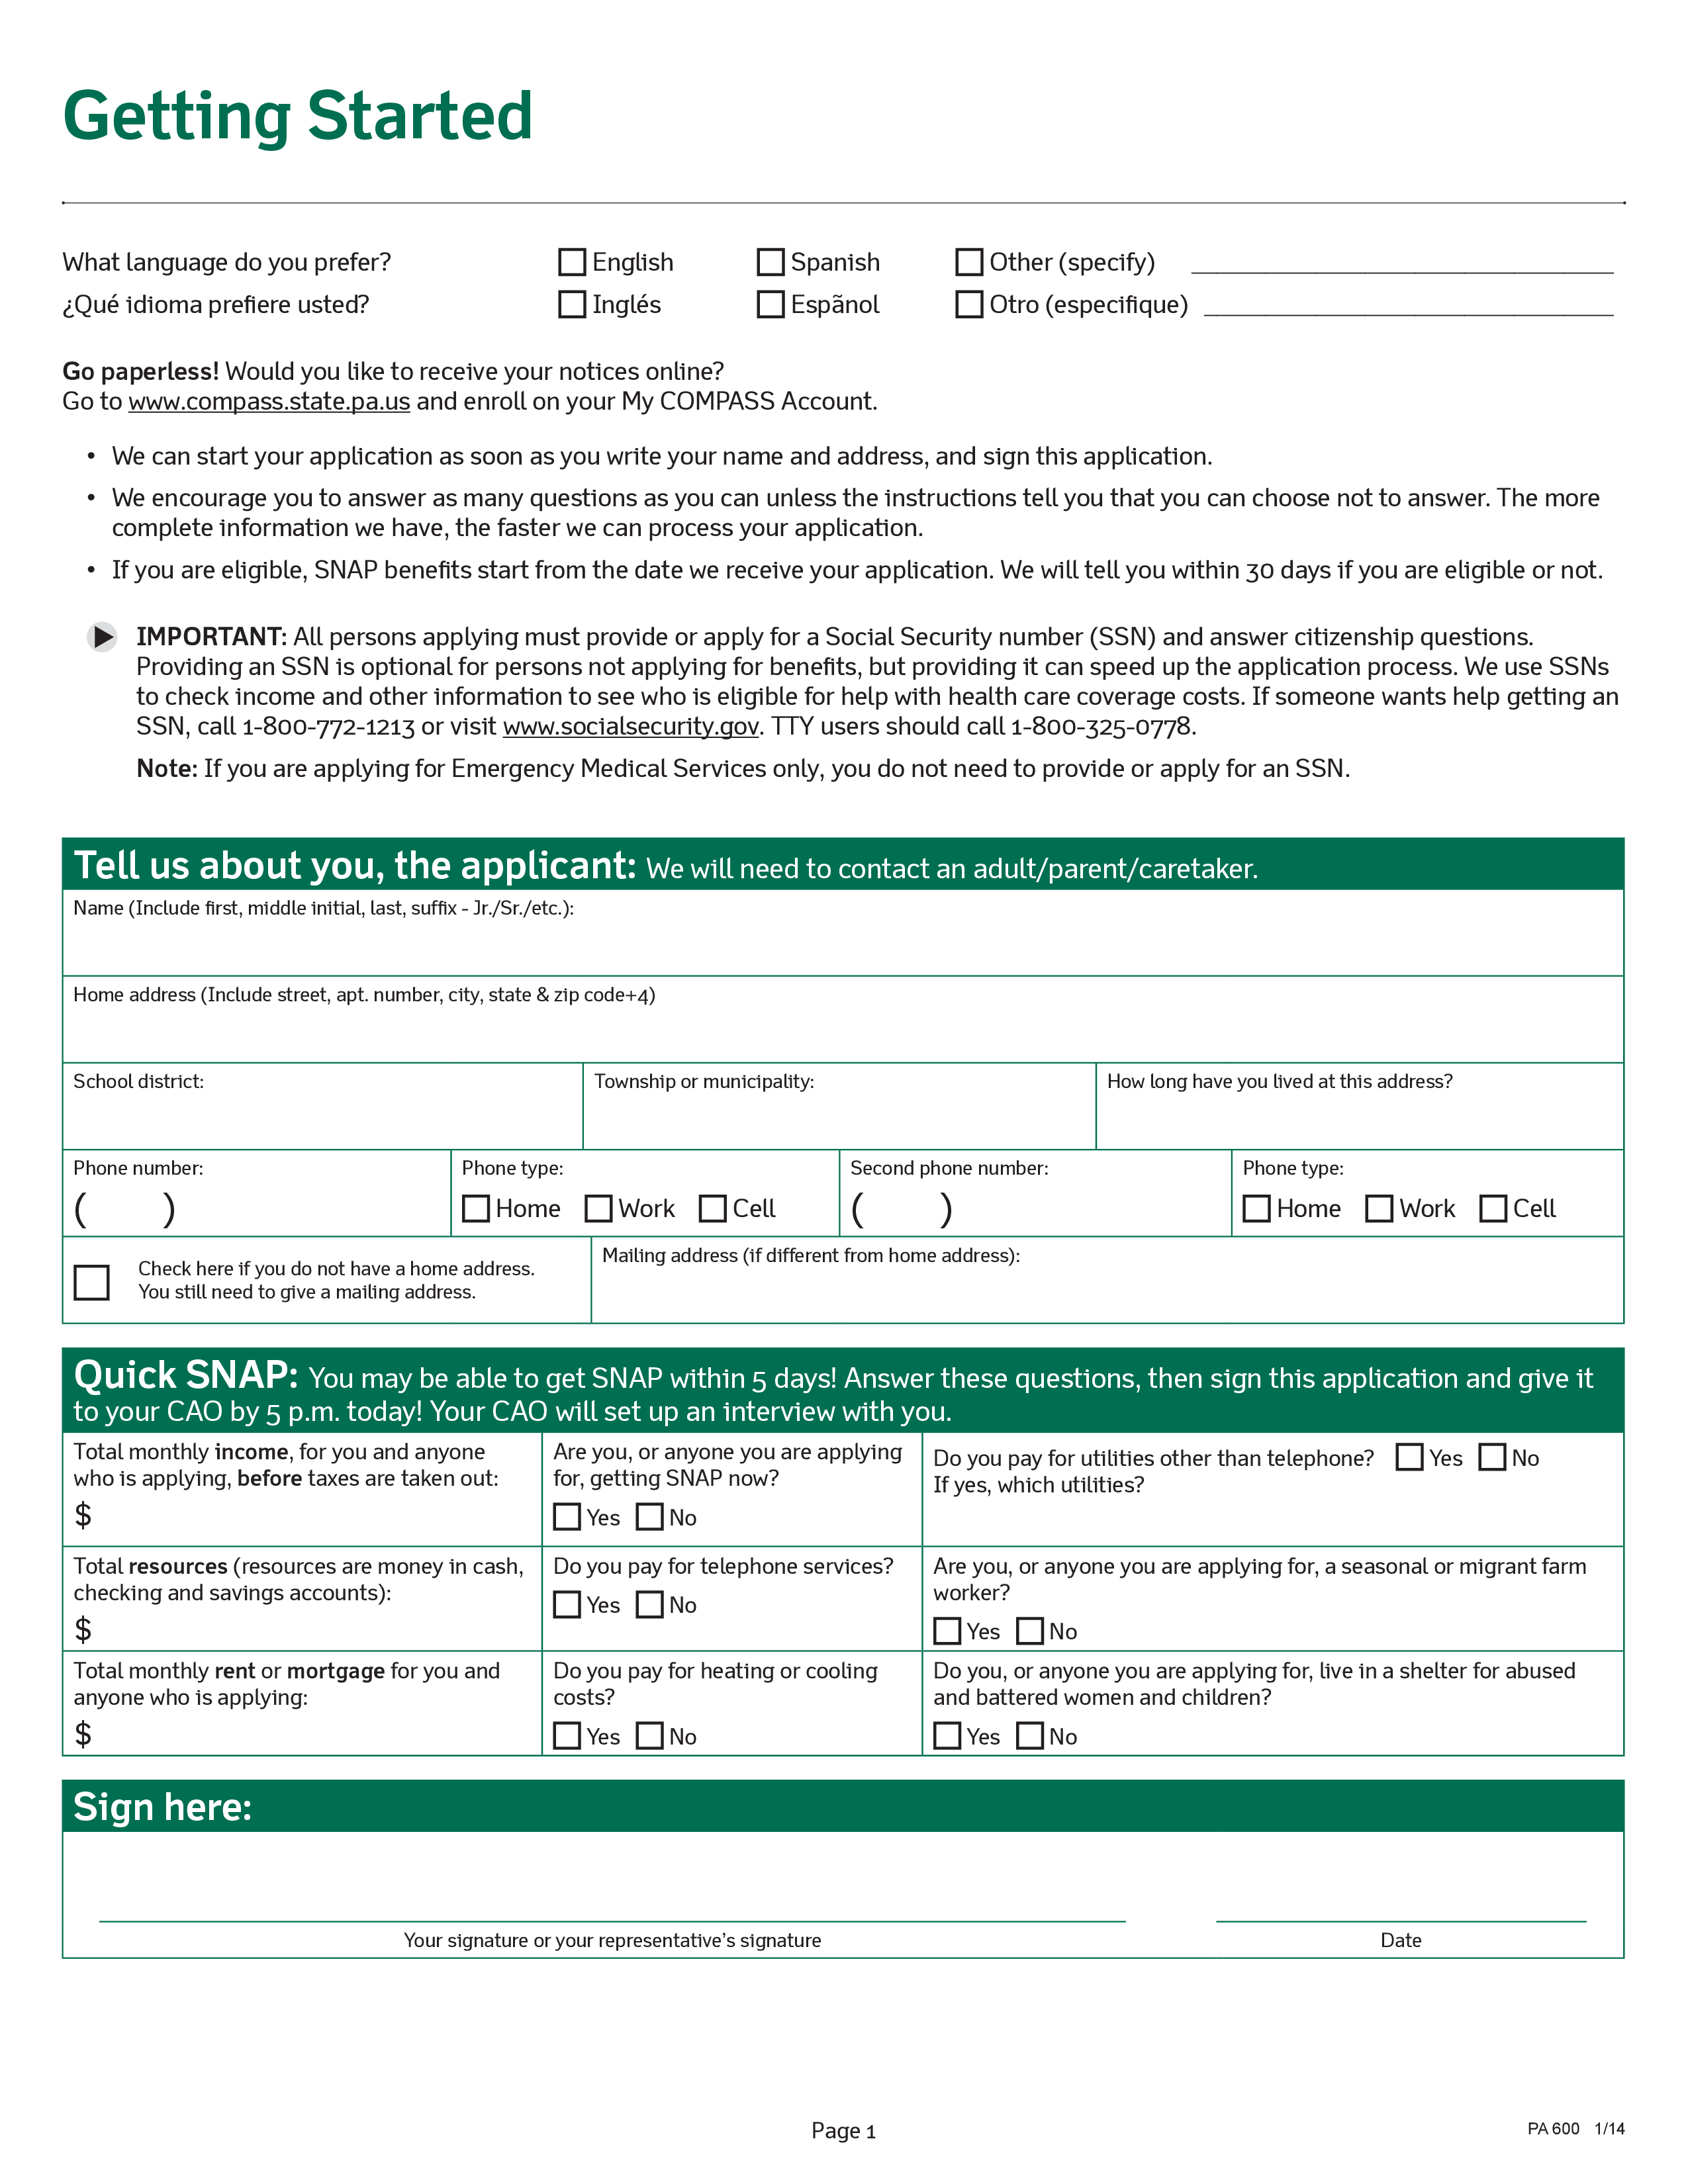 Getting Started
What language do you prefer? English Spanish Other (specify)
¿Qué idioma prefiere usted? Inglés Espãnol Otro (especifique)
Go paperless! Would you like to receive your notices online?
Go to www.compass.state.pa.us and enroll on your My COMPASS Account.
• We can start your application as soon as you write your name and address, and sign this application.
• We encourage you to answer as many questions as you can unless the instructions tell you that you can choose not to answer. The more
complete information we have, the faster we can process your application.
• If you are eligible, SNAP benefits start from the date we receive your application. We will tell you within 30 days if you are eligible or not.
IMPORTANT: All persons applying must provide or apply for a Social Security number (SSN) and answer citizenship questions.
Providing an SSN is optional for persons not applying for benefits, but providing it can speed up the application process. We use SSNs
to check income and other information to see who is eligible for help with health care coverage costs. If someone wants help getting an
SSN, call 1-800-772-1213 or visit www.socialsecurity.gov. TTY users should call 1-800-325-0778.
Note: If you are applying for Emergency Medical Services only, you do not need to provide or apply for an SSN.
Tell us about you, the applicant: We will need to contact an adult/parent/caretaker.
Name (Include first, middle initial, last, suffix - Jr./Sr./etc.):
Home address (Include street, apt. number, city, state & zip code+4)
School district: Township or municipality: How long have you lived at this address?
Phone number: Phone type: Second phone number: Phone type:
( ) Home Work Cell ( ) Home Work Cell
Check here if you do not have a home address.
You still need to give a mailing address.
Mailing address (if different from home address):
Quick SNAP: You may be able to get SNAP within 5 days! Answer these questions, then sign this application and give it
to your CAO by 5 p.m. today! Your CAO will set up an interview with you.
Total monthly income, for you and anyone
who is applying, before taxes are taken out:
$
Are you, or anyone you are applying
for, getting SNAP now?
Yes No
Do you pay for utilities other than telephone? Yes No
If yes, which utilities?
Total resources (resources are money in cash,
checking and savings accounts):
$
Do you pay for telephone services?
Yes No
Are you, or anyone you are applying for, a seasonal or migrant farm
worker?
Yes No
Total monthly rent or mortgage for you and
anyone who is applying:
$
Do you pay for heating or cooling
costs?
Yes No
Do you, or anyone you are applying for, live in a shelter for abused
and battered women and children?
Yes No
Sign here:
Your signature or your representative's signature Date
Page 1 PA 600 1/14